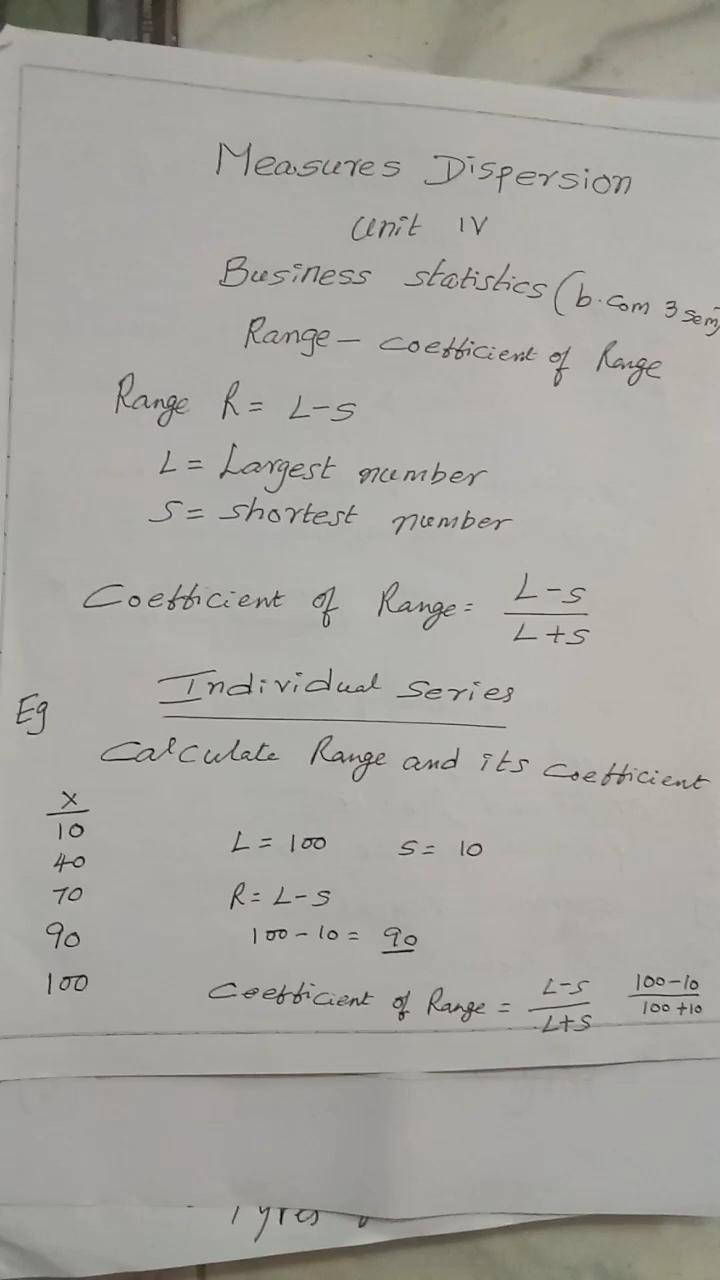 Measures Dispersion
Unit IV
Business statistics (b.com 3 sem)
Range - coefficient of Range
Range R = L-S
L = Largest number
S = Shortest number
Coefficient of Range = L-S / L+S
Individual Series
Eg
Calculate Range and its coefficient
X
10
40
70
90
100
L = 100 S = 10
R = L-S
100-10 = 90
Coefficient of Range = L-S / L+S 100-10 / 100+10